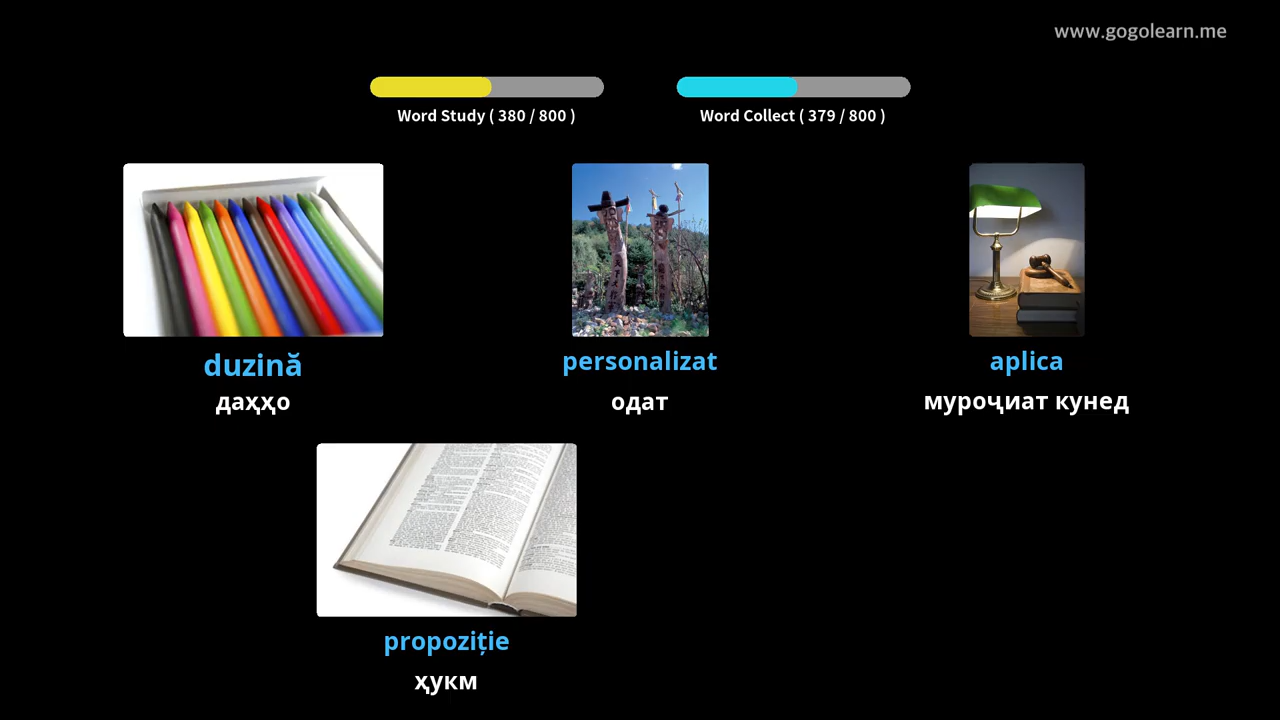 www.gogolearn.me
Word Study ( 380 / 800 )
Word Collect ( 379 / 800 )
duzină
personalizat
aplica
даҳҳо
одат
муроҷиат кунед
propoziție
ҳукм